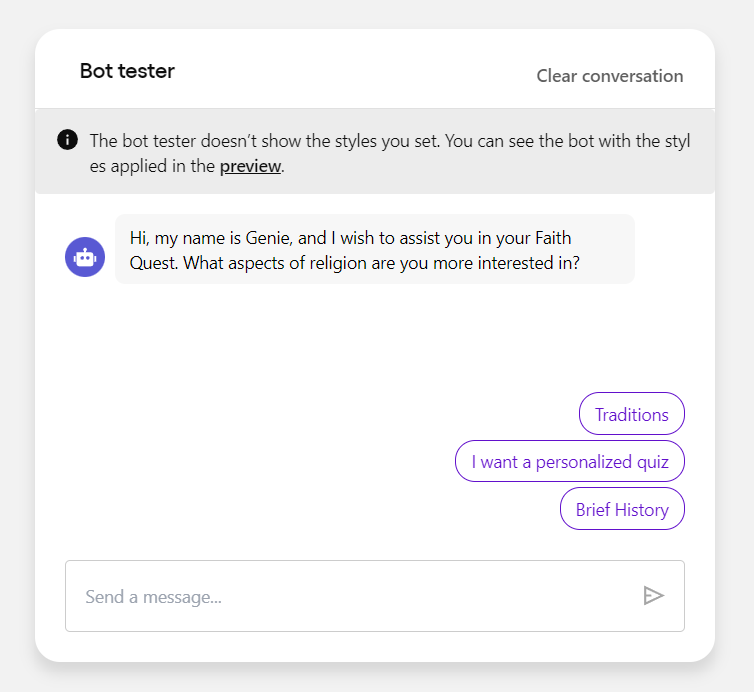 Bot tester
Clear conversation
The bot tester doesn’t show the styles you set. You can see the bot with the styl
es applied in the preview.
Hi, my name is Genie, and I wish to assist you in your Faith
Quest. What aspects of religion are you more interested in?
Traditions
I want a personalized quiz
Brief History
Send a message...